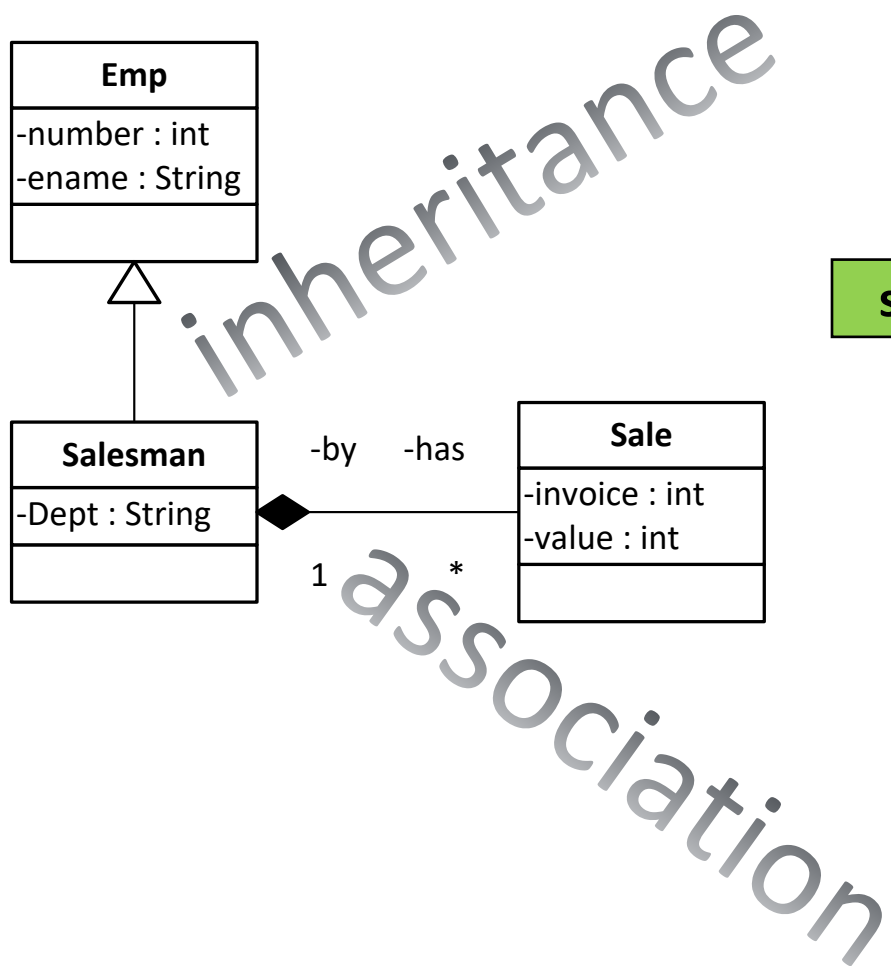 Emp
-number : int
-ename : String
inheritance
S
Salesman
-Dept : String
-by
-has
1
*
Sale
-invoice : int
-value : int
association